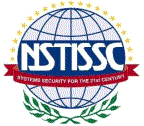 NSTISSC
SYSTEMS SECURITY FOR THE 21ST CENTURY